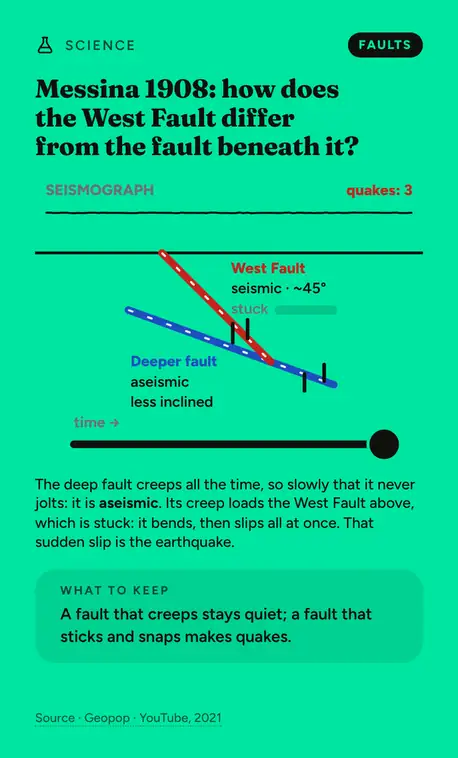 SCIENCE
FAULTS
Messina 1908: how does
the West Fault differ
from the fault beneath it?
SEISMOGRAPH
quakes: 3
West Fault
seismic · ~45°
stuck
Deeper fault
aseismic
less inclined
time →
The deep fault creeps all the time, so slowly that it never
jolts: it is aseismic. Its creep loads the West Fault above,
which is stuck: it bends, then slips all at once. That
sudden slip is the earthquake.
WHAT TO KEEP
A fault that creeps stays quiet; a fault that
sticks and snaps makes quakes.
Source · Geopop · YouTube, 2021